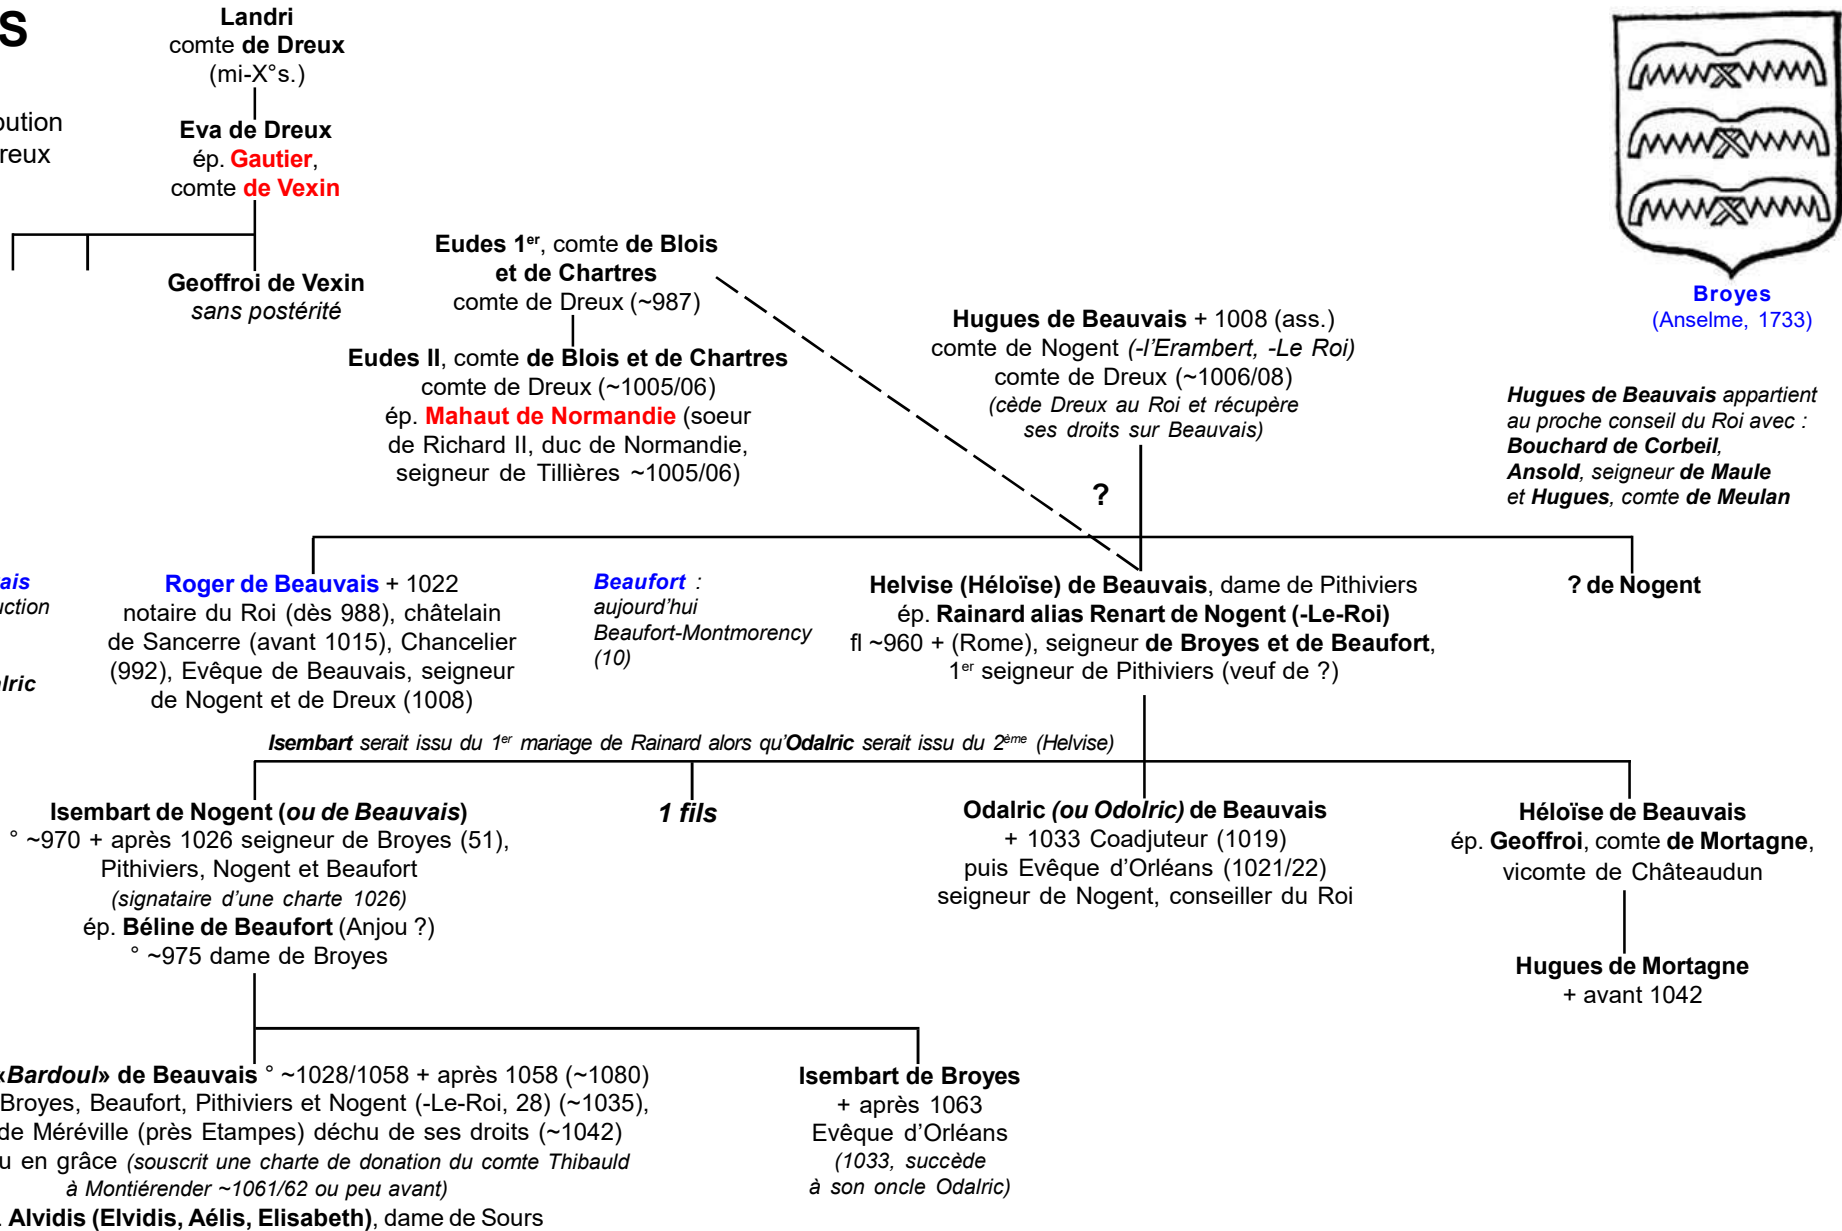 S
Landri
comte de Dreux
(mi-X°s.)
Eva de Dreux
ép. Gautier,
comte de Vexin
Geoffroi de Vexin
sans postérité
Eudes 1er, comte de Blois
et de Chartres
comte de Dreux (~987)
Eudes II, comte de Blois et de Chartres
comte de Dreux (~1005/06)
ép. Mahaut de Normandie (soeur
de Richard II, duc de Normandie,
seigneur de Tillières ~1005/06)
Hugues de Beauvais + 1008 (ass.)
comte de Nogent (-l'Erambert, -Le Roi)
comte de Dreux (~1006/08)
(cède Dreux au Roi et récupère
ses droits sur Beauvais)
?
Broyes
(Anselme, 1733)
Hugues de Beauvais appartient
au proche conseil du Roi avec :
Bouchard de Corbeil,
Ansold, seigneur de Maule
et Hugues, comte de Meulan
Roger de Beauvais + 1022
notaire du Roi (dès 988), châtelain
de Sancerre (avant 1015), Chancelier
(992), Evêque de Beauvais, seigneur
de Nogent et de Dreux (1008)
Beaufort :
aujourd'hui
Beaufort-Montmorency
(10)
Helvise (Héloïse) de Beauvais, dame de Pithiviers
ép. Rainard alias Renart de Nogent (-Le-Roi)
fl ~960 + (Rome), seigneur de Broyes et de Beaufort,
1er seigneur de Pithiviers (veuf de ?)
? de Nogent
Isembart serait issu du 1er mariage de Rainard alors qu'Odalric serait issu du 2ème (Helvise)
Isembart de Nogent (ou de Beauvais)
° ~970 + après 1026 seigneur de Broyes (51),
Pithiviers, Nogent et Beaufort
(signataire d'une charte 1026)
ép. Béline de Beaufort (Anjou ?)
° ~975 dame de Broyes
1 fils
Odalric (ou Odolric) de Beauvais
+ 1033 Coadjuteur (1019)
puis Evêque d'Orléans (1021/22)
seigneur de Nogent, conseiller du Roi
Héloïse de Beauvais
ép. Geoffroi, comte de Mortagne,
vicomte de Châteaudun
Hugues de Mortagne
+ avant 1042
«Bardoul» de Beauvais ° ~1028/1058 + après 1058 (~1080)
Broyes, Beaufort, Pithiviers et Nogent (-Le-Roi, 28) (~1035),
de Méréville (près Etampes) déchu de ses droits (~1042)
u en grâce (souscrit une charte de donation du comte Thibauld
à Montiérender ~1061/62 ou peu avant)
. Alvidis (Elvidis, Aélis, Elisabeth), dame de Sours
Isembart de Broyes
+ après 1063
Evêque d'Orléans
(1033, succède
à son oncle Odalric)